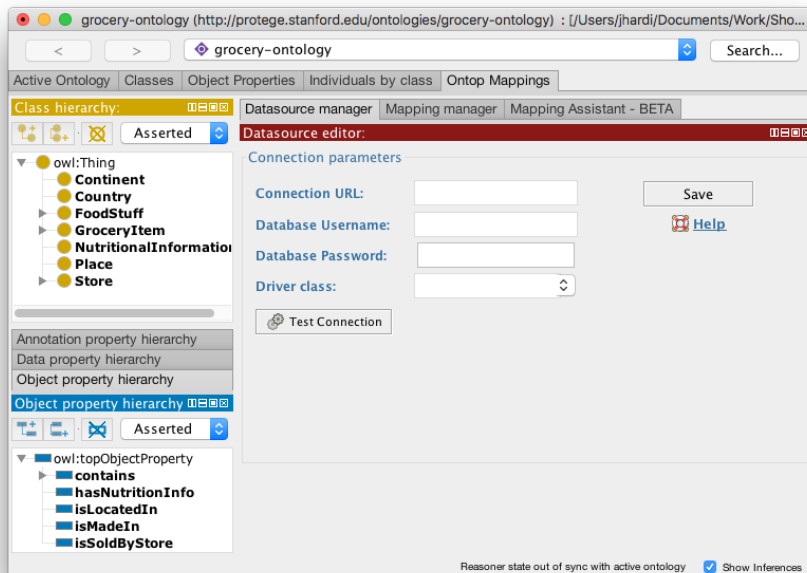 grocery-ontology (http://protege.stanford.edu/ontologies/grocery-ontology) : [/Users/jhardi/Documents/Work/Sho...
< > grocery-ontology Search...
Active Ontology Classes Object Properties Individuals by class Ontop Mappings
Class hierarchy:
Asserted
owl:Thing
Continent
Country
FoodStuff
GroceryItem
NutritionalInformation
Place
Store
Annotation property hierarchy
Data property hierarchy
Object property hierarchy
Object property hierarchy
Asserted
owl:topObjectProperty
contains
hasNutritionInfo
isLocatedIn
isMadeIn
isSoldByStore
Datasource manager Mapping manager Mapping Assistant - BETA
Datasource editor:
Connection parameters
Connection URL: Save
Database Username: Help
Database Password:
Driver class:
Test Connection
Reasoner state out of sync with active ontology Show Inferences